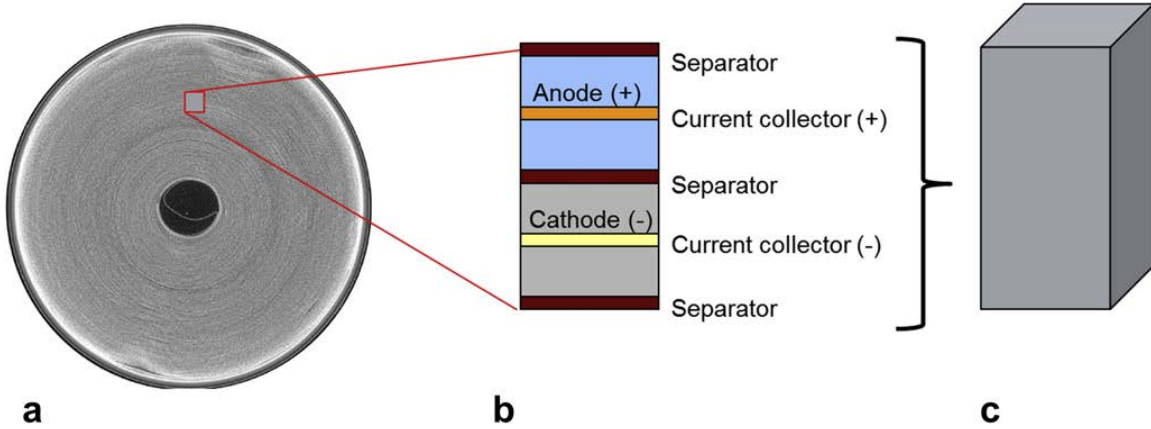 Separator
Anode (+)
Current collector (+)
Separator
Cathode (-)
Current collector (-)
Separator
a
b
c